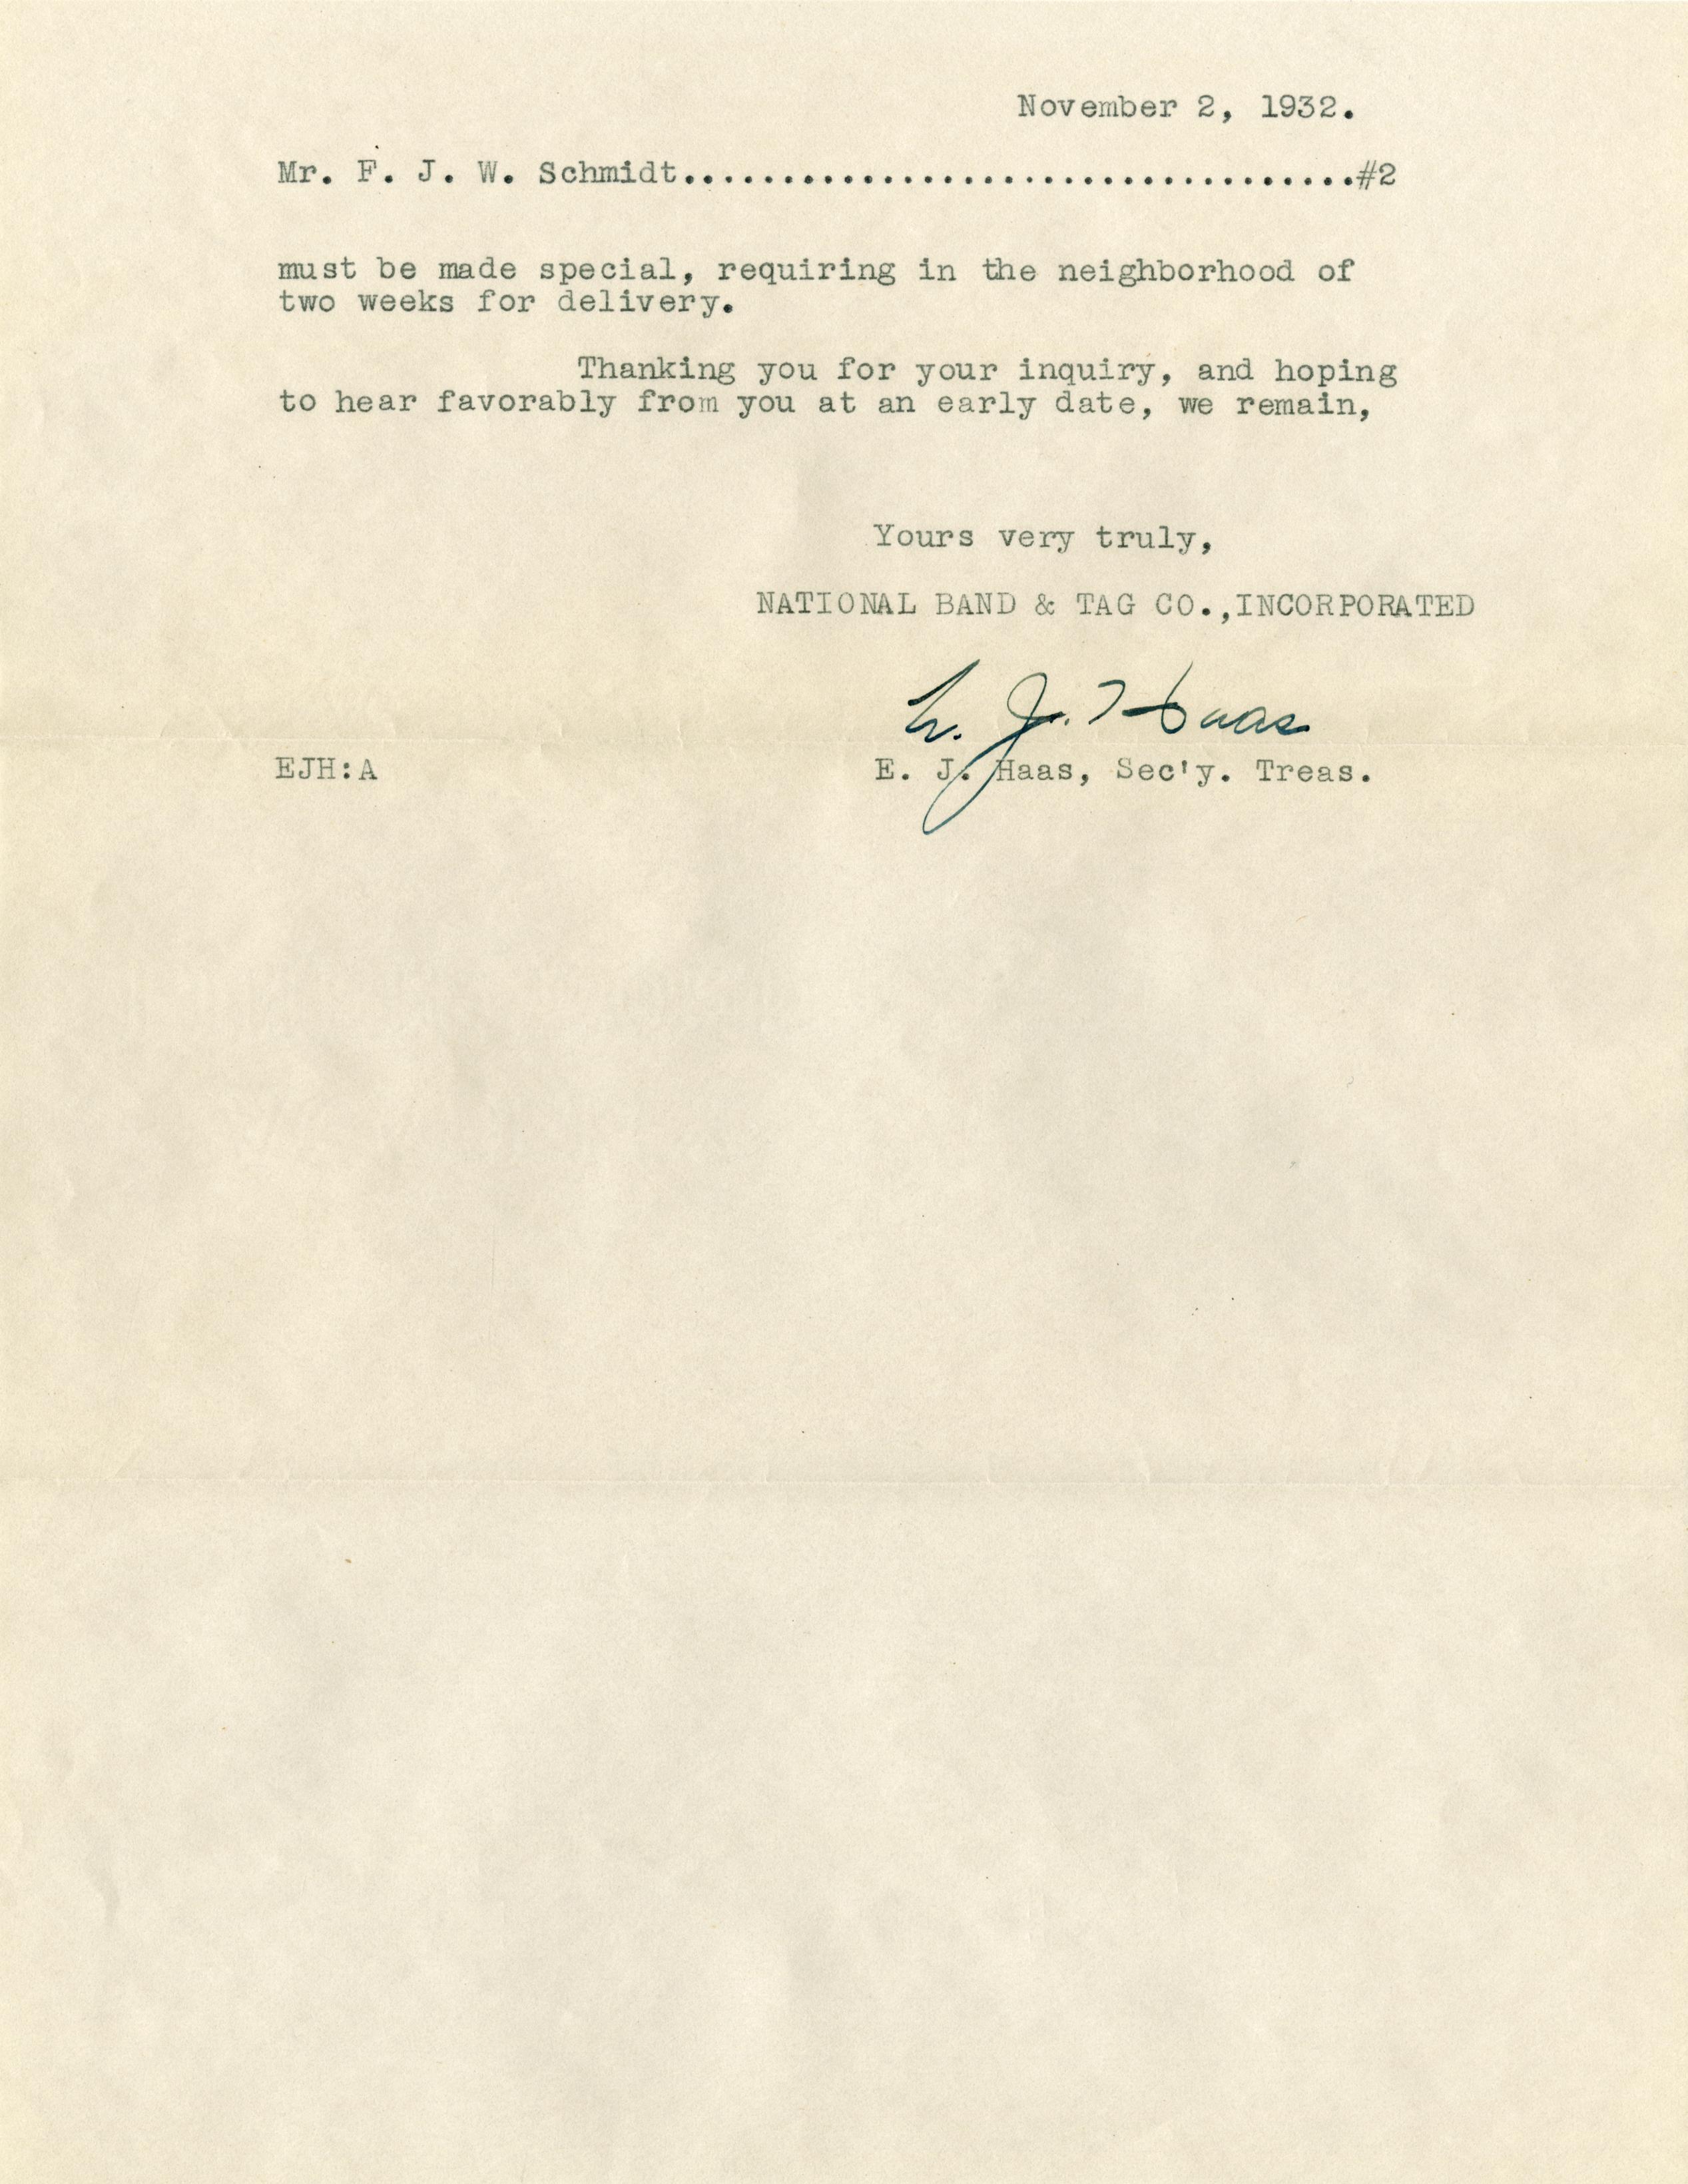 November 2, 1932.
Mr. F. J. W. Schmidt..................................#2
must be made special, requiring in the neighborhood of
two weeks for delivery.
Thanking you for your inquiry, and hoping
to hear favorably from you at an early date, we remain,
Yours very truly,
NATIONAL BAND & TAG CO.,INCORPORATED
E. J. Haas
EJH:A E. J. Haas, Sec'y. Treas.